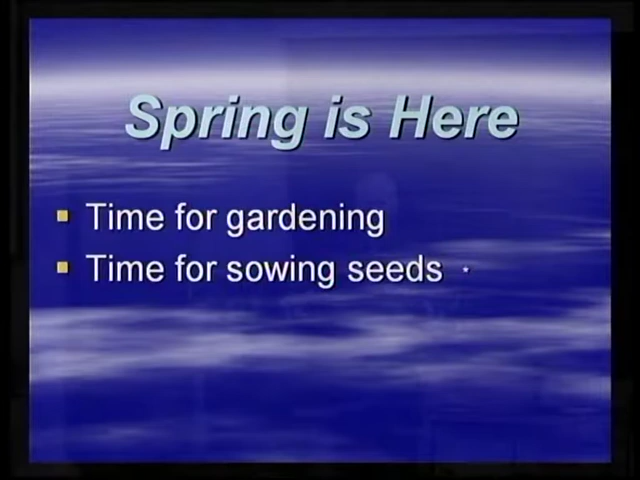 Spring is Here
Time for gardening
Time for sowing seeds *